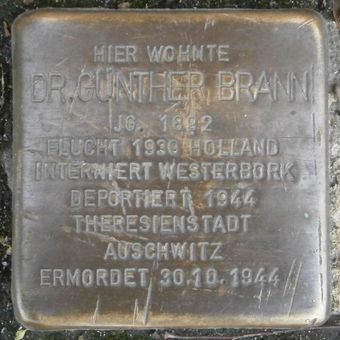 HIER WOHNTE
DR. GÜNTHER BRANN
JG. 1892
FLUCHT 1939 HOLLAND
INTERNIERT WESTERBORK
DEPORTIERT 1944
THERESIENSTADT
AUSCHWITZ
ERMORDET 30.10.1944